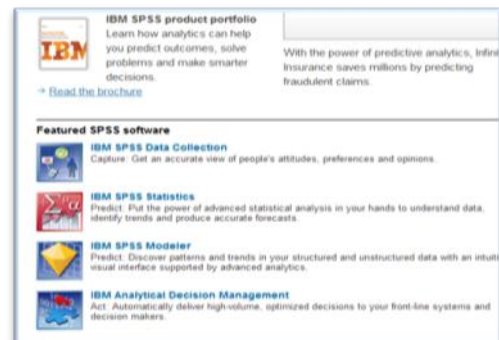 IBM
IBM SPSS product portfolio
Learn how analytics can help
you predict outcomes, solve
problems and make smarter
decisions.
→ Read the brochure
With the power of predictive analytics, Infini
Insurance saves millions by predicting
fraudulent claims.
Featured SPSS software
IBM SPSS Data Collection
Capture: Get an accurate view of people's attitudes, preferences and opinions.
IBM SPSS Statistics
Predict: Put the power of advanced statistical analysis in your hands to understand data,
identify trends and produce accurate forecasts.
IBM SPSS Modeler
Predict: Discover patterns and trends in your structured and unstructured data with an intuiti
visual interface supported by advanced analytics.
IBM Analytical Decision Management
Act: Automatically deliver high-volume, optimized decisions to your front-line systems and
decision makers.